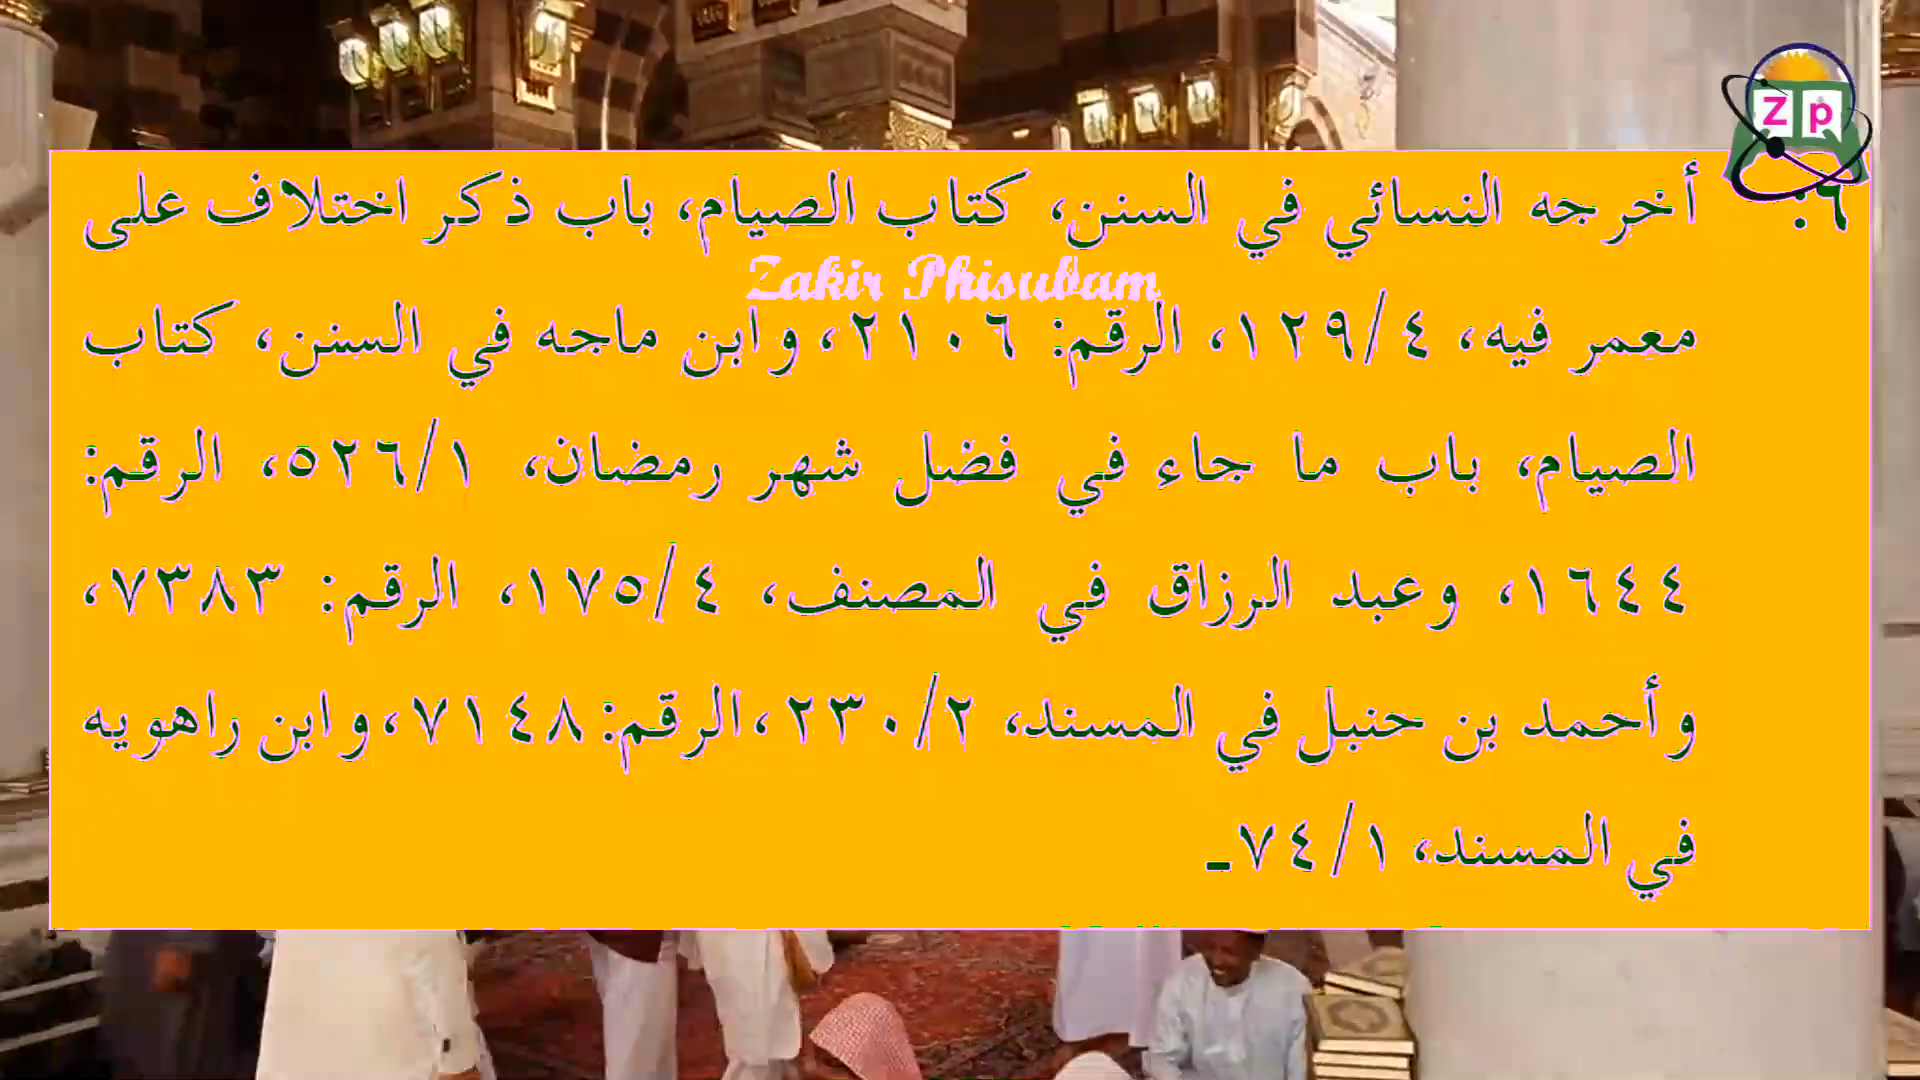 Z p
٦: أخرجه النسائي في السنن، كتاب الصيام، باب ذكر اختلاف على
Zakir Phisubam
معمر فيه، ٤/١٢٩، الرقم: ٢١٠٦، وابن ماجه في السنن، كتاب
الصيام، باب ما جاء في فضل شهر رمضان، ١/٥٢٦، الرقم:
١٦٤٤، وعبد الرزاق في المصنف، ٤/١٧٥، الرقم: ٧٣٨٣،
وأحمد بن حنبل في المسند، ٢/٢٣٠، الرقم: ٧١٤٨، وابن راهويه
في المسند، ١/٧٤ـ